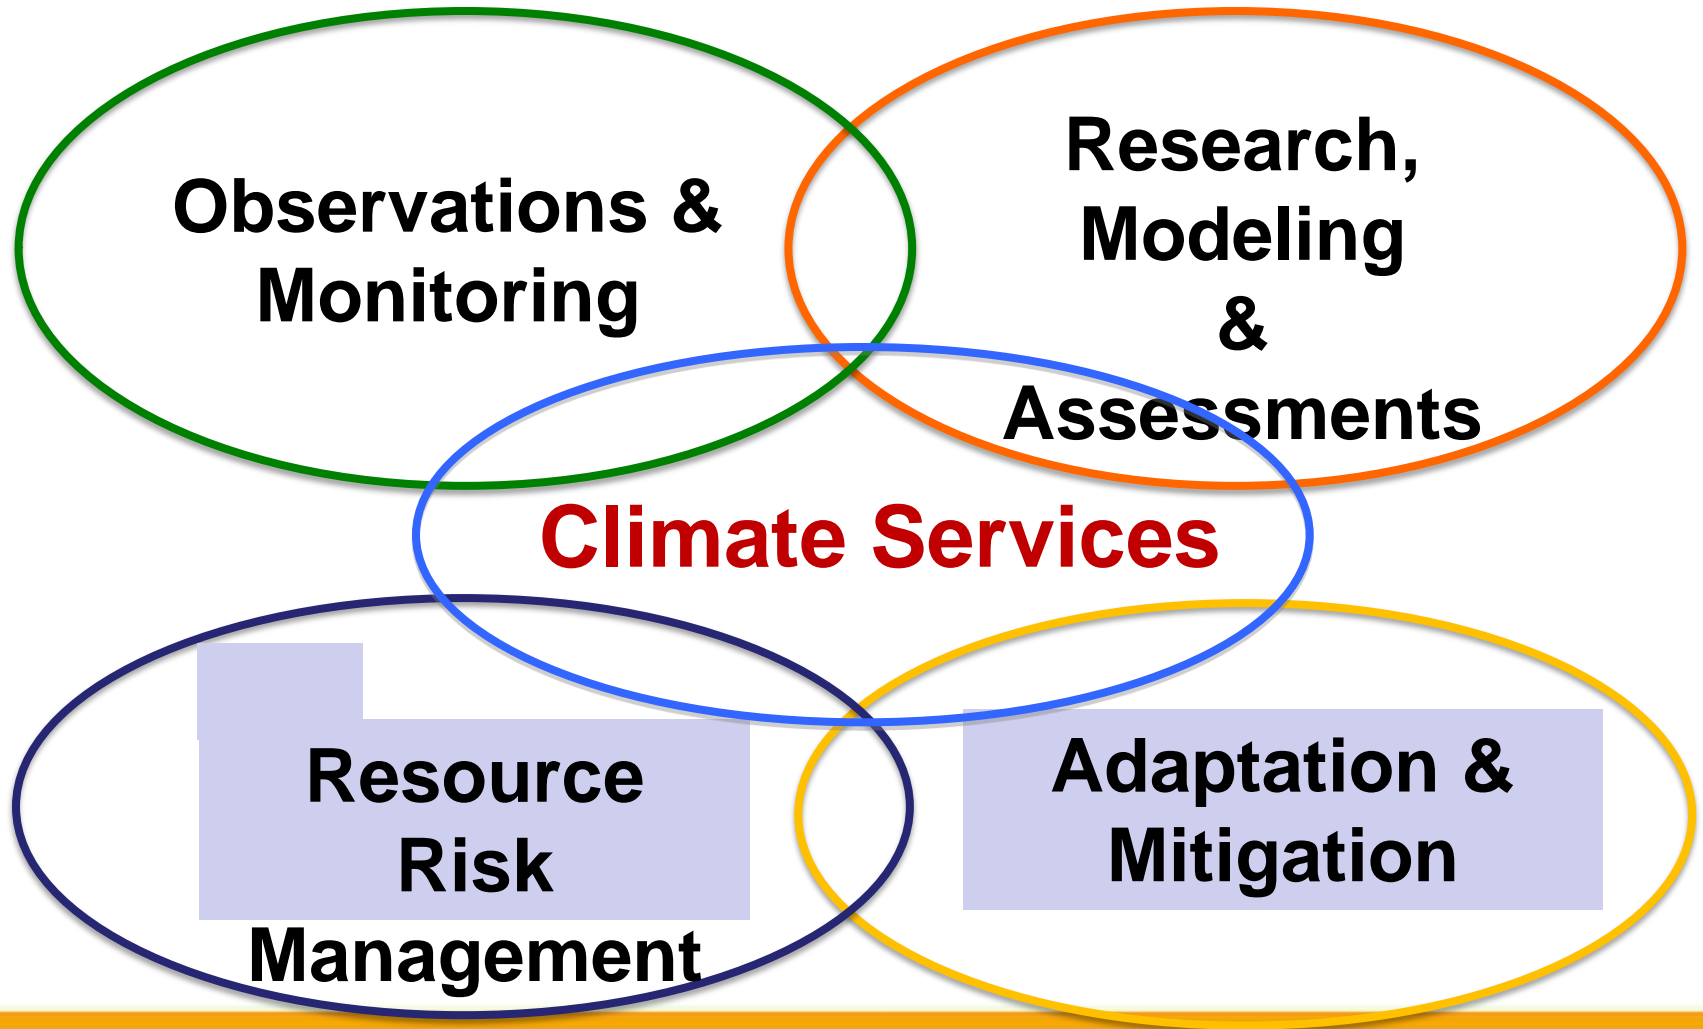 Observations &
Monitoring
Research,
Modeling
&
Assessments
Climate Services
Resource
Risk
Management
Adaptation &
Mitigation